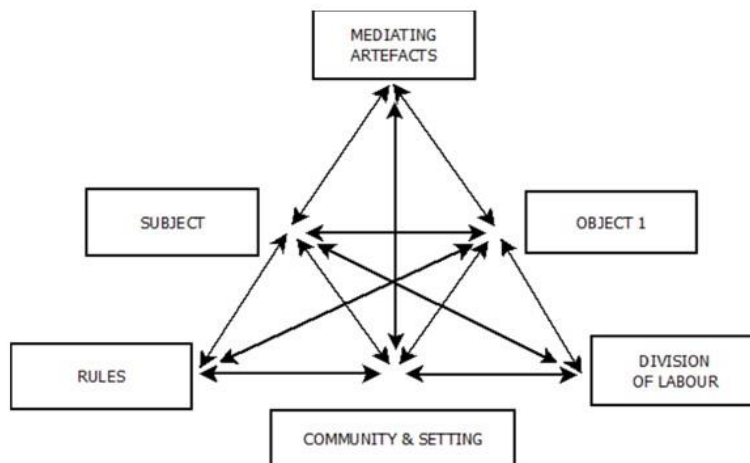 MEDIATING
ARTEFACTS
SUBJECT
OBJECT 1
RULES
DIVISION
OF LABOUR
COMMUNITY & SETTING